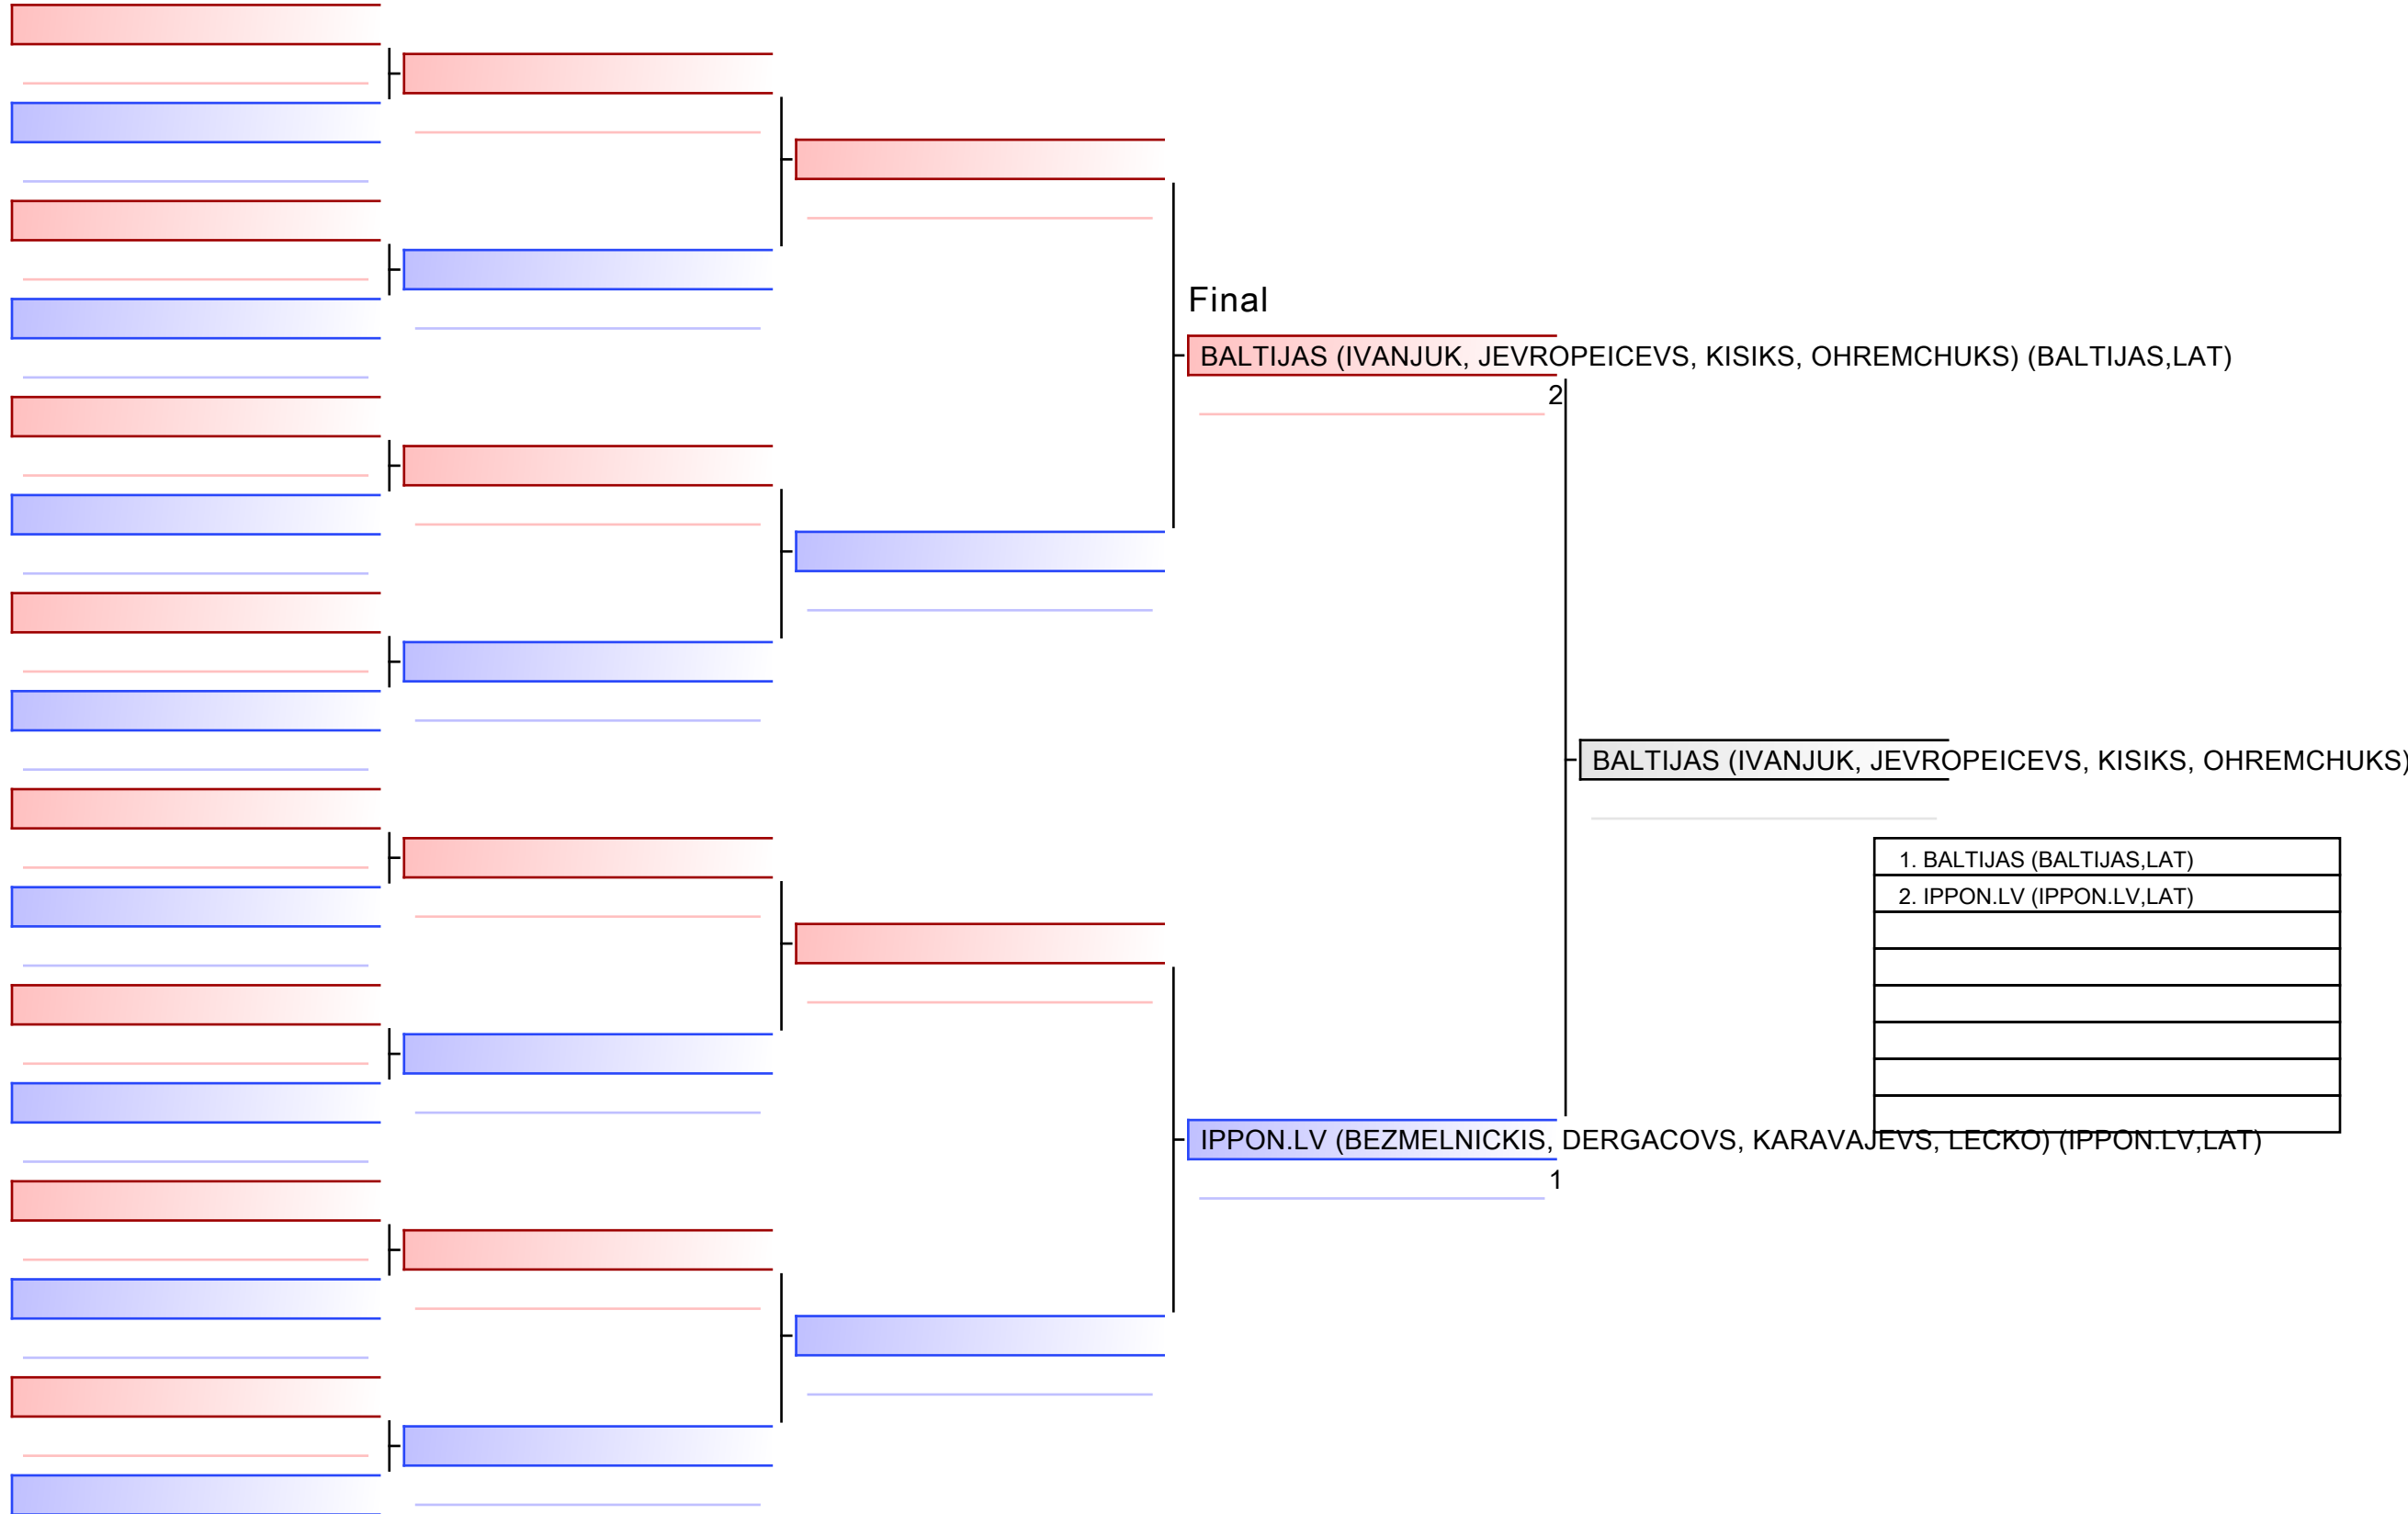 Final
BALTIJAS (IVANJUK, JEVROPEICEVS, KISIKS, OHREMCHUKS) (BALTIJAS,LAT)
2
BALTIJAS (IVANJUK, JEVROPEICEVS, KISIKS, OHREMCHUKS)
1. BALTIJAS (BALTIJAS,LAT)
2. IPPON.LV (IPPON.LV,LAT)
IPPON.LV (BEZMELNICKIS, DERGACOVS, KARAVAJEVS, LECKO) (IPPON.LV,LAT)
1